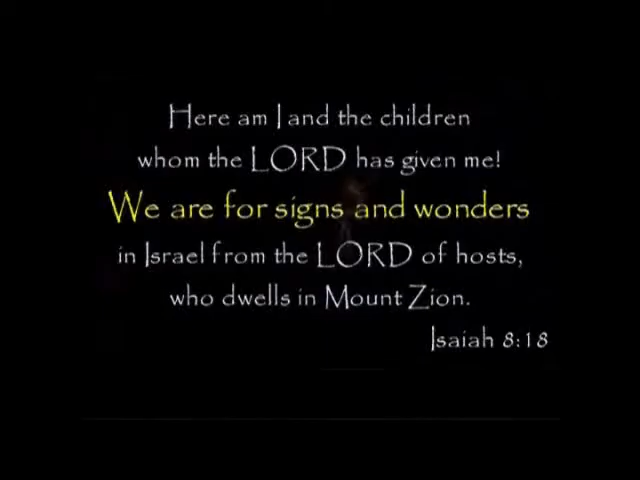 Here am I and the children
whom the LORD has given me!
We are for signs and wonders
in Israel from the LORD of hosts,
who dwells in Mount Zion.
Isaiah 8:18